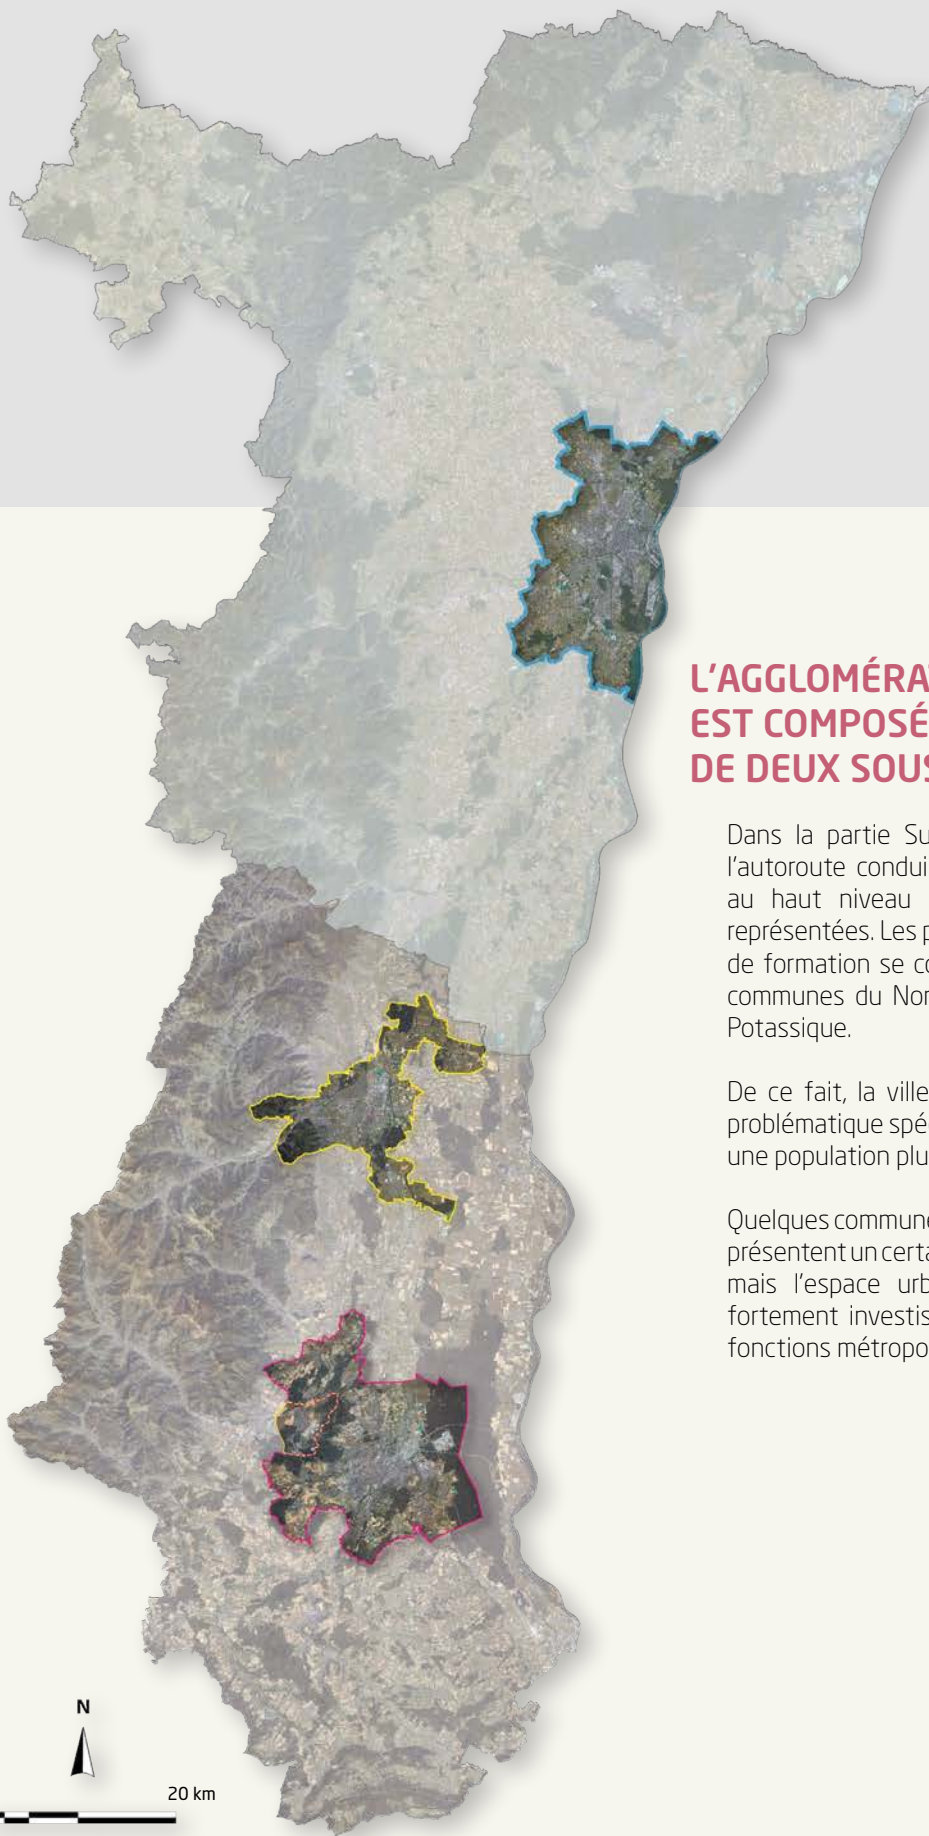 L'AGGLOMÉRA
EST COMPOSÉ
DE DEUX SOUS
Dans la partie Su
l'autoroute condui
au haut niveau
représentées. Les p
de formation se co
communes du Nor
Potassique.
De ce fait, la ville
problématique spé
une population plu
Quelques commune
présentent un certa
mais l'espace urb
fortement investis
fonctions métropo
N
20 km